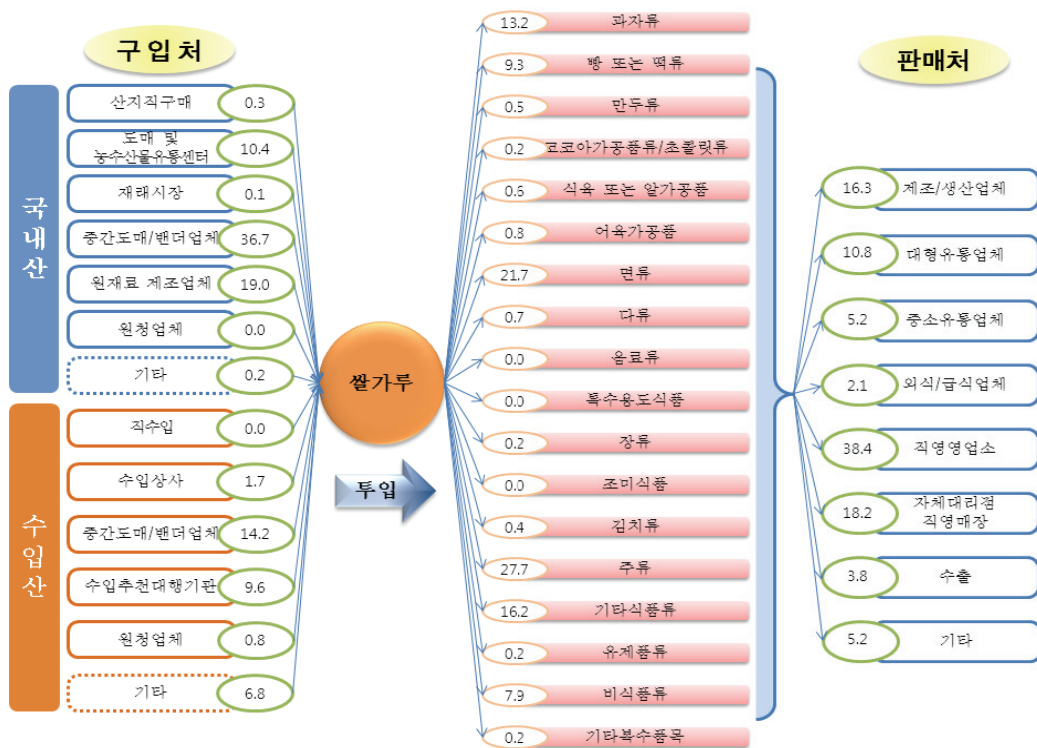 구입처
국내산
산지직구매
0.3
도매 및
농수산물유통센터
10.4
재래시장
0.1
중간도매/밴더업체
36.7
원재료 제조업체
19.0
원청업체
0.0
기타
0.2
수입산
직수입
0.0
수입상사
1.7
중간도매/밴더업체
14.2
수입추천대행기관
9.6
원청업체
0.8
기타
6.8
쌀가루
투입
13.2
과자류
9.3
빵 또는 떡류
0.5
만두류
0.2
코코아가공품류/초콜릿류
0.6
식육 또는 알가공품
0.3
어육가공품
21.7
면류
0.7
다류
0.0
음료류
0.0
특수용도식품
0.2
장류
0.0
조미식품
0.4
김치류
27.7
주류
16.2
기타식품류
0.2
유제품류
7.9
비식품류
0.2
기타복수품목
판매처
16.3
제조/생산업체
10.8
대형유통업체
5.2
중소유통업체
2.1
외식/급식업체
38.4
직영영업소
18.2
자체대리점
직영매장
3.8
수출
5.2
기타